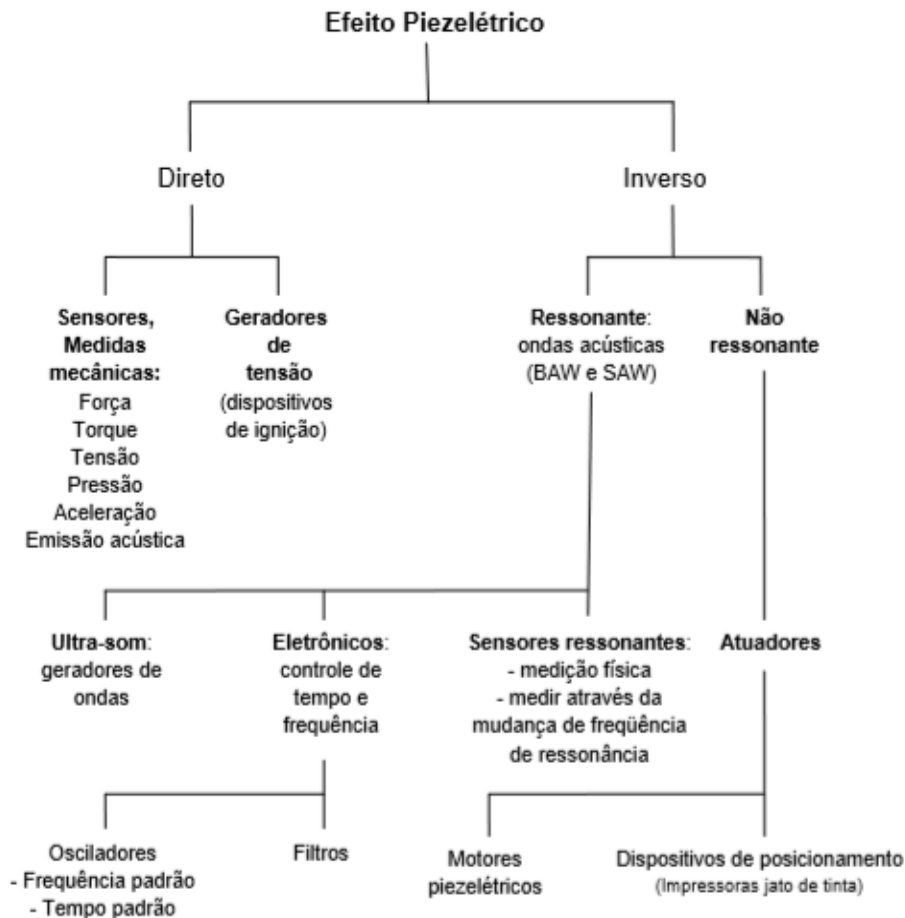 Efeito Piezelétrico
Direto
Inverso
Sensores,
Medidas
mecânicas:
Força
Torque
Tensão
Pressão
Aceleração
Emissão acústica
Geradores
de
tensão
(dispositivos
de ignição)
Ressonante:
ondas acústicas
(BAW e SAW)
Não
ressonante
Ultra-som:
geradores de
ondas
Eletrônicos:
controle de
tempo e
frequência
Sensores ressonantes:
- medição física
- medir através da
mudança de freqüência
de ressonância
Atuadores
Osciladores
- Frequência padrão
- Tempo padrão
Filtros
Motores
piezelétricos
Dispositivos de posicionamento
(Impressoras jato de tinta)